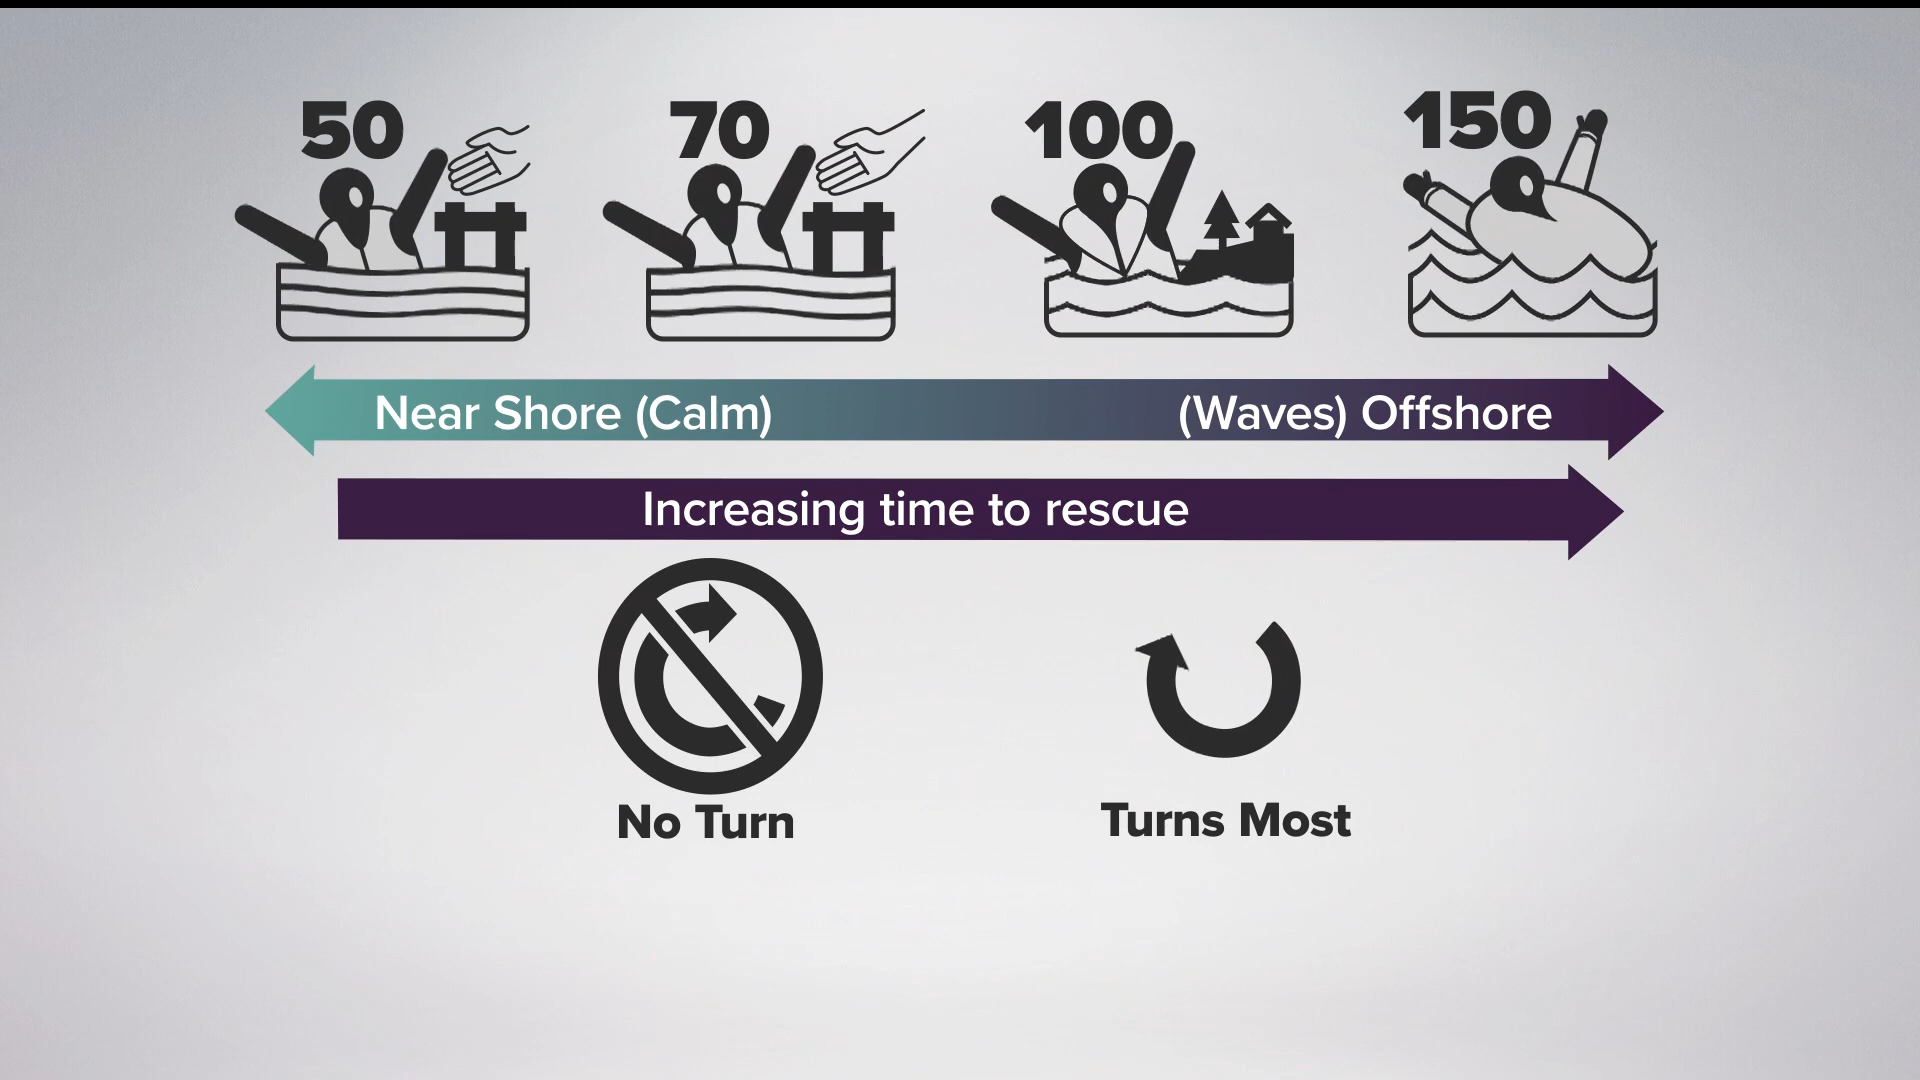 50
70
100
150
Near Shore (Calm)
(Waves) Offshore
Increasing time to rescue
No Turn
Turns Most